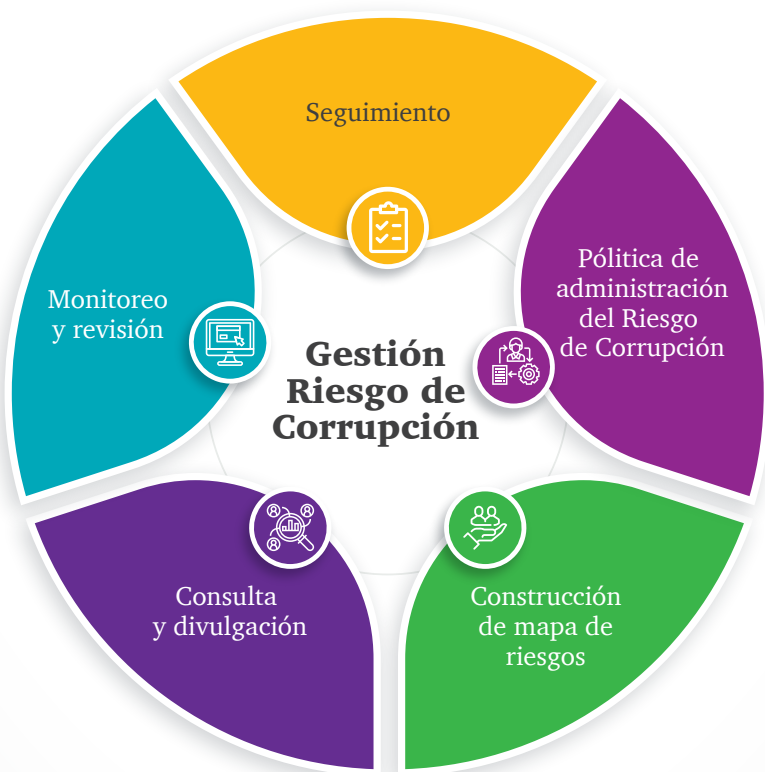 Seguimiento
Pólitica de
administración
del Riesgo
de Corrupción
Monitoreo
y revisión
Gestión
Riesgo de
Corrupción
Consulta
y divulgación
Construcción
de mapa de
riesgos